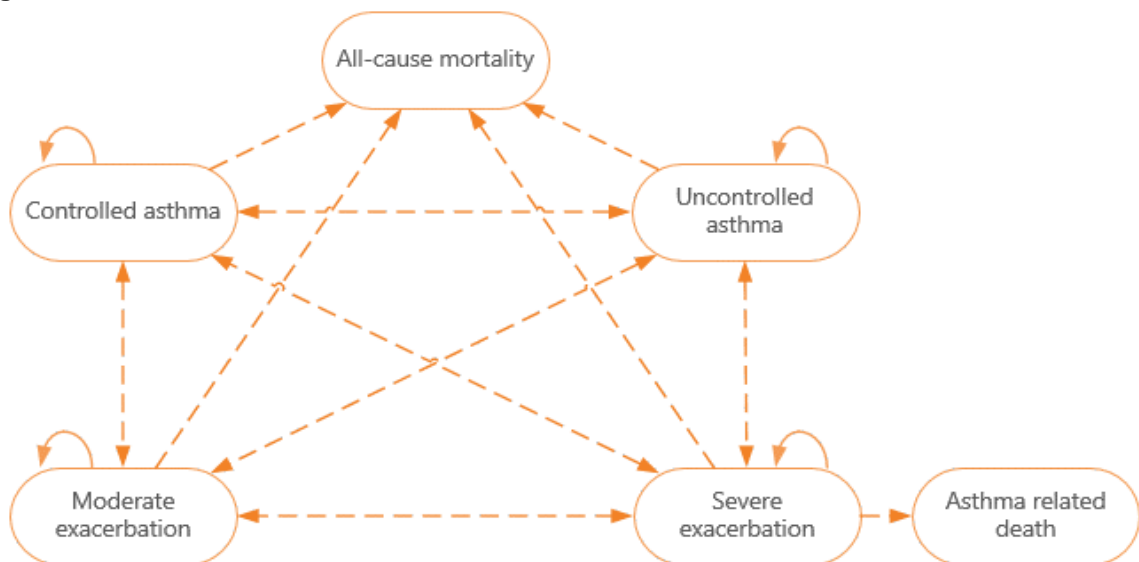 All-cause mortality
Controlled asthma
Uncontrolled
asthma
Moderate
exacerbation
Severe
exacerbation
Asthma related
death